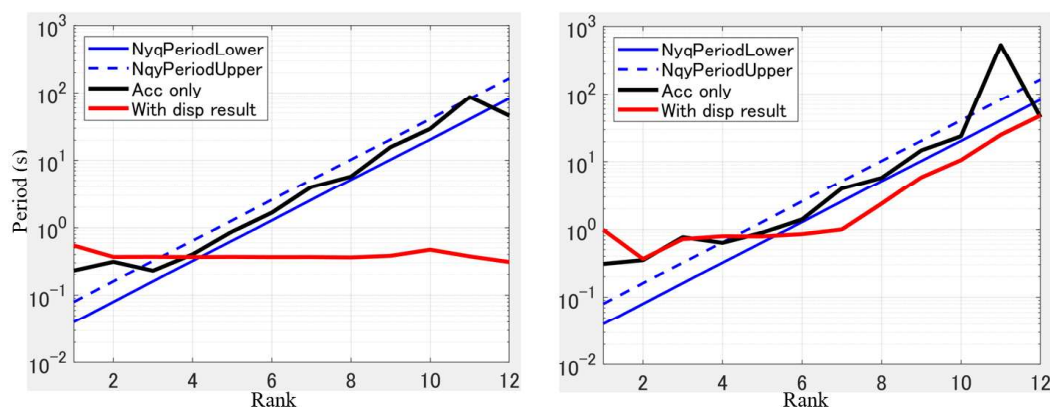 10^3
10^2
10^1
10^0
10^-1
10^-2
Period (s)
NyqPeriodLower
NqyPeriodUpper
Acc only
With disp result
2
4
6
8
10
12
Rank
10^3
10^2
10^1
10^0
10^-1
10^-2
NyqPeriodLower
NqyPeriodUpper
Acc only
With disp result
2
4
6
8
10
12
Rank